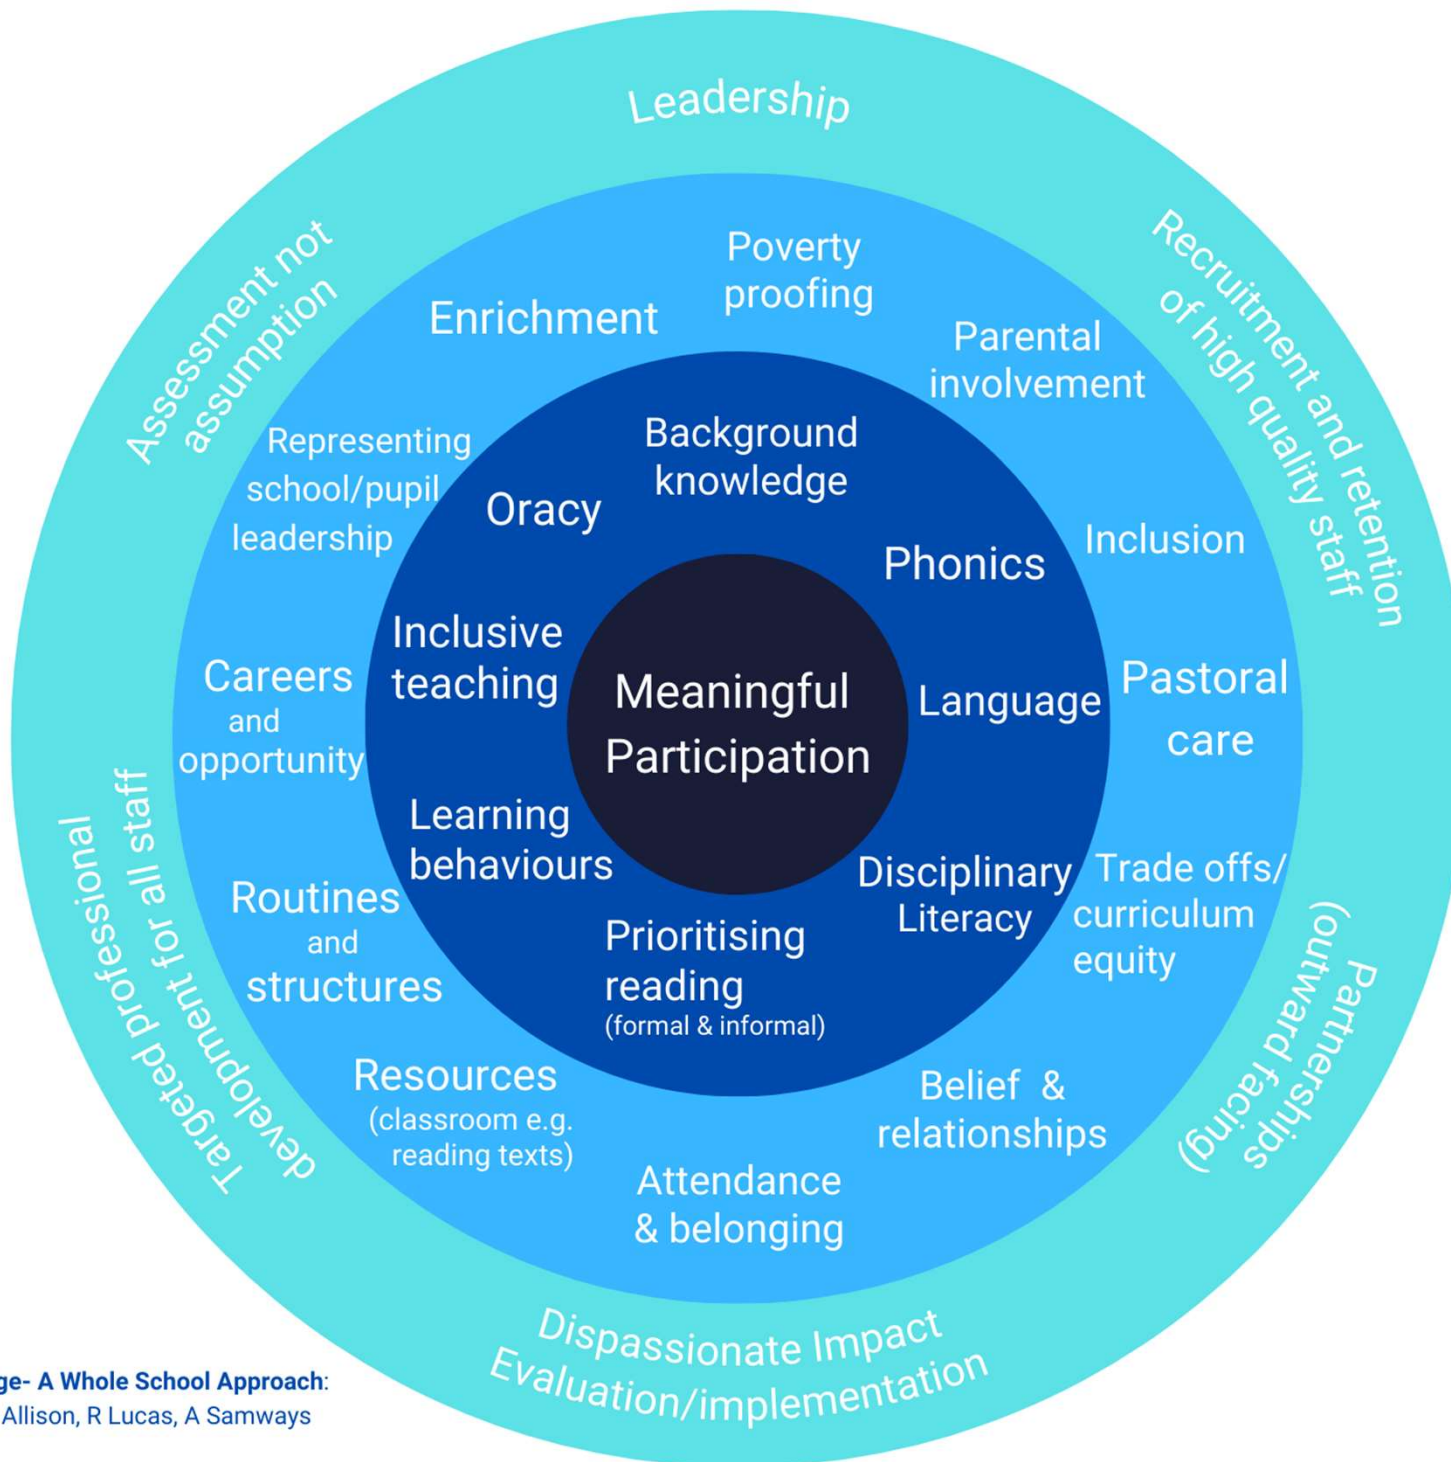 Leadership
Recruitment and retention
of high quality staff
Partnerships
(outward facing)
Dispassionate Impact
Evaluation/implementation
Targeted professional
development for all staff
Assessment not
assumption
Poverty
proofing
Parental
involvement
Inclusion
Pastoral
care
Trade offs/
curriculum
equity
Belief &
relationships
Attendance
& belonging
Resources
(classroom e.g.
reading texts)
Routines
and
structures
Careers
and
opportunity
Representing
school/pupil
leadership
Enrichment
Background
knowledge
Phonics
Language
Disciplinary
Literacy
Prioritising
reading
(formal & informal)
Learning
behaviours
Inclusive
teaching
Oracy
Meaningful
Participation
ge- A Whole School Approach:
Allison, R Lucas, A Samways